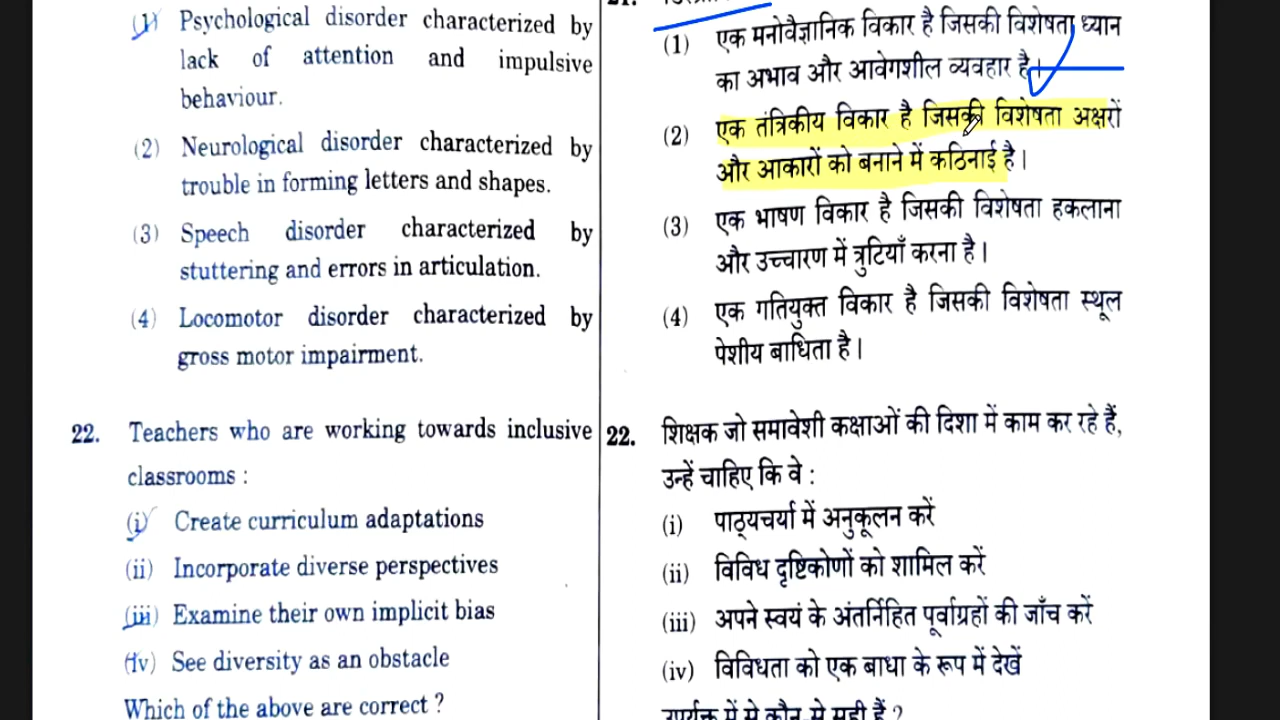 (1) Psychological disorder characterized by
lack of attention and impulsive
behaviour.
(2) Neurological disorder characterized by
trouble in forming letters and shapes.
(3) Speech disorder characterized by
stuttering and errors in articulation.
(4) Locomotor disorder characterized by
gross motor impairment.
22. Teachers who are working towards inclusive
classrooms :
(i) Create curriculum adaptations
(ii) Incorporate diverse perspectives
(iii) Examine their own implicit bias
(iv) See diversity as an obstacle
Which of the above are correct ?
(1) एक मनोवैज्ञानिक विकार है जिसकी विशेषता ध्यान
का अभाव और आवेगशील व्यवहार है।
(2) एक तंत्रिकीय विकार है जिसकी विशेषता अक्षरों
और आकारों को बनाने में कठिनाई है।
(3) एक भाषण विकार है जिसकी विशेषता हकलाना
और उच्चारण में त्रुटियाँ करना है।
(4) एक गतियुक्त विकार है जिसकी विशेषता स्थूल
पेशीय बाधिता है।
22. शिक्षक जो समावेशी कक्षाओं की दिशा में काम कर रहे हैं,
उन्हें चाहिए कि वे :
(i) पाठ्यचर्या में अनुकूलन करें
(ii) विविध दृष्टिकोणों को शामिल करें
(iii) अपने स्वयं के अंतर्निहित पूर्वाग्रहों की जाँच करें
(iv) विविधता को एक बाधा के रूप में देखें
उपर्युक्त में से कौन-से सही हैं ?